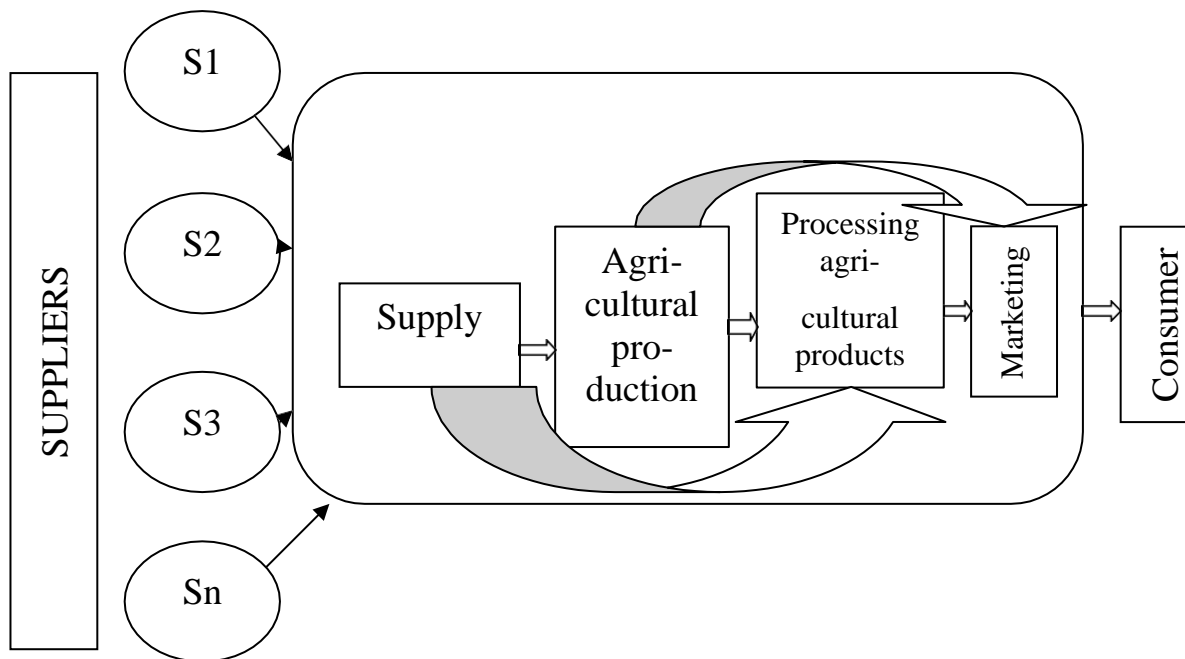 SUPPLIERS
S1
S2
S3
Sn
Supply
Agri-
cultural
pro-
duction
Processing
agri-
cultural
products
Marketing
Consumer